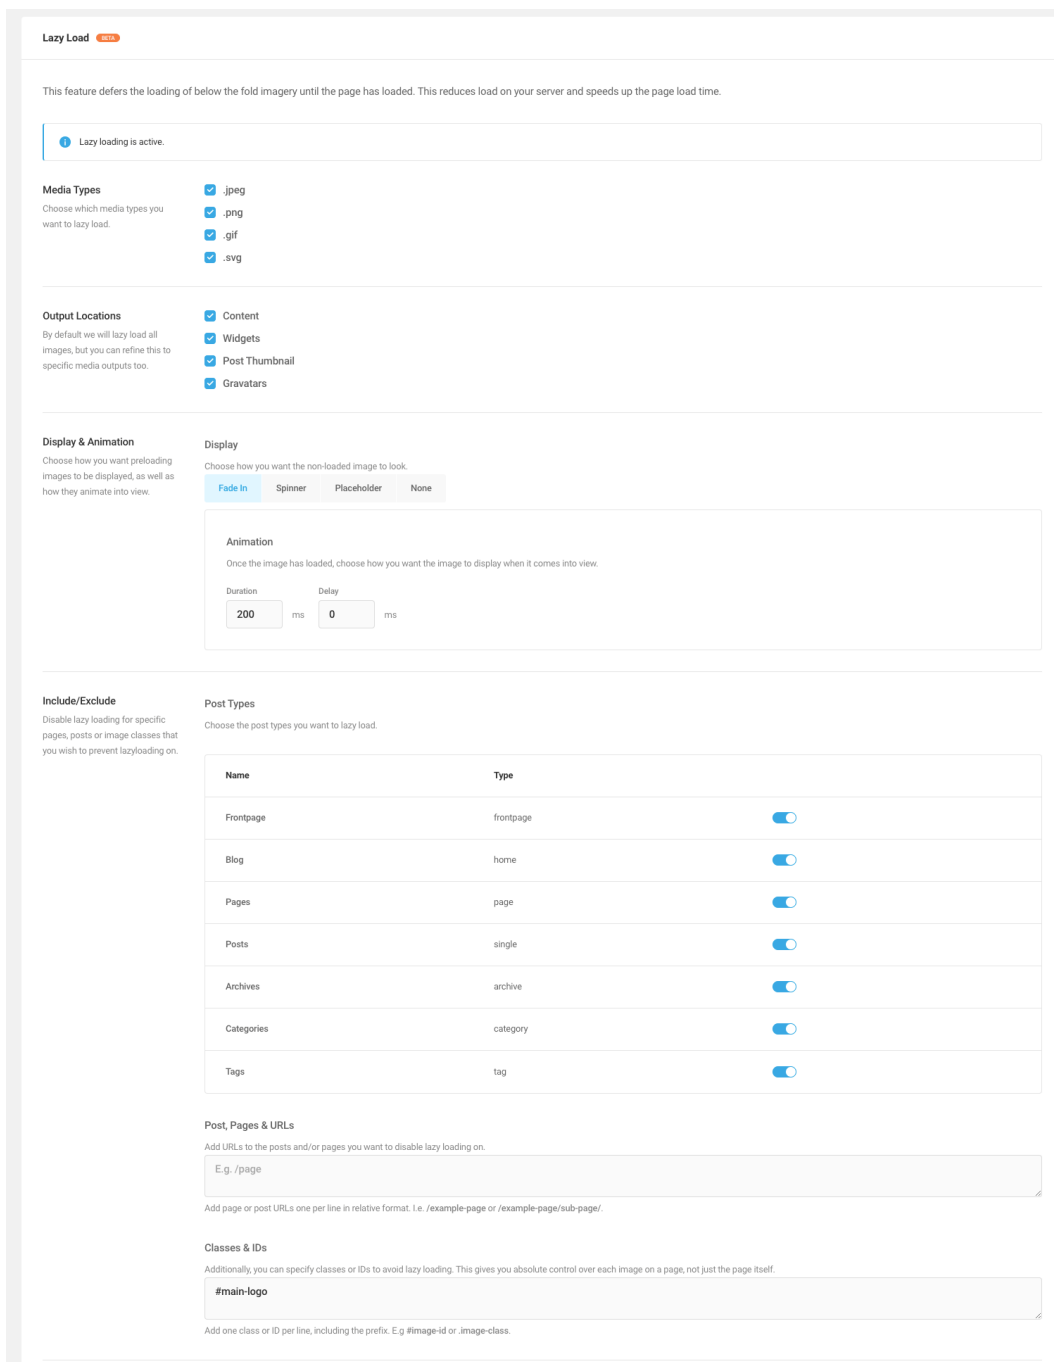 Lazy Load BETA
This feature defers the loading of below the fold imagery until the page has loaded. This reduces load on your server and speeds up the page load time.
Lazy loading is active.
Media Types
Choose which media types you
want to lazy load.
.jpeg
.png
.gif
.svg
Output Locations
By default we will lazy load all
images, but you can refine this to
specific media outputs too.
Content
Widgets
Post Thumbnail
Gravatars
Display & Animation
Choose how you want preloading
images to be displayed, as well as
how they animate into view.
Display
Choose how you want the non-loaded image to look.
Fade In Spinner Placeholder None
Animation
Once the image has loaded, choose how you want the image to display when it comes into view.
Duration Delay
200 ms 0 ms
Include/Exclude
Disable lazy loading for specific
pages, posts or image classes that
you wish to prevent lazyloading on.
Post Types
Choose the post types you want to lazy load.
Name Type
Frontpage frontpage
Blog home
Pages page
Posts single
Archives archive
Categories category
Tags tag
Post, Pages & URLs
Add URLs to the posts and/or pages you want to disable lazy loading on.
E.g. /page
Add page or post URLs one per line in relative format. I.e. /example-page or /example-page/sub-page/.
Classes & IDs
Additionally, you can specify classes or IDs to avoid lazy loading. This gives you absolute control over each image on a page, not just the page itself.
#main-logo
Add one class or ID per line, including the prefix. E.g #image-id or .image-class.